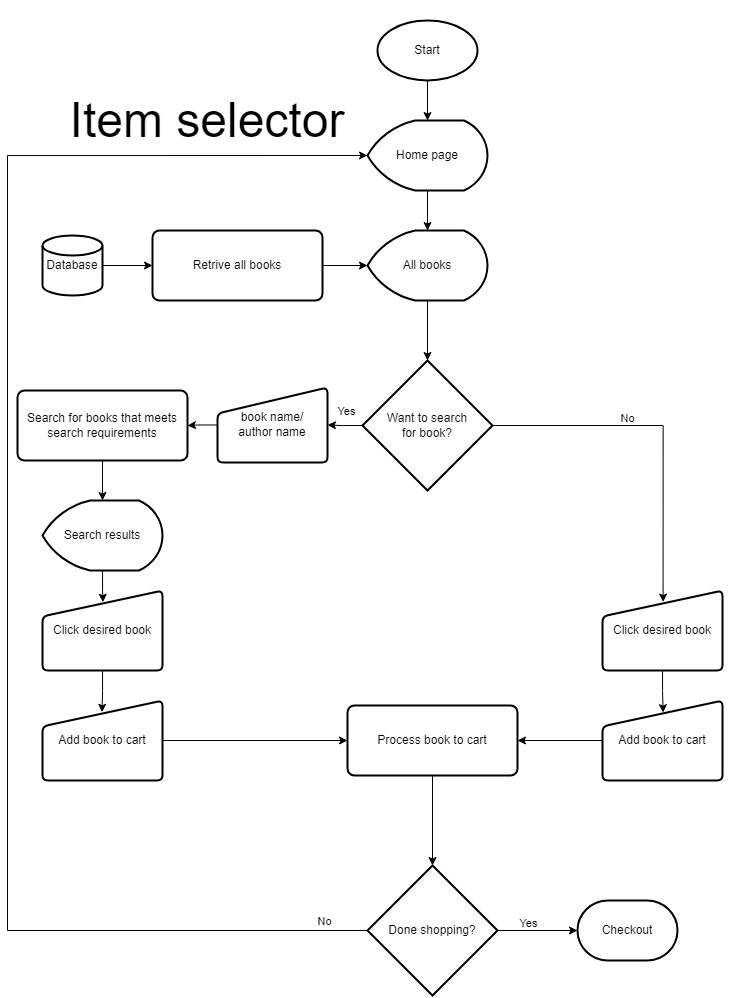 Start
Item selector
Home page
Database
Retrive all books
All books
Want to search
for book?
Yes
No
book name/
author name
Search for books that meets
search requirements
Search results
Click desired book
Click desired book
Add book to cart
Process book to cart
Add book to cart
Done shopping?
No
Yes
Checkout